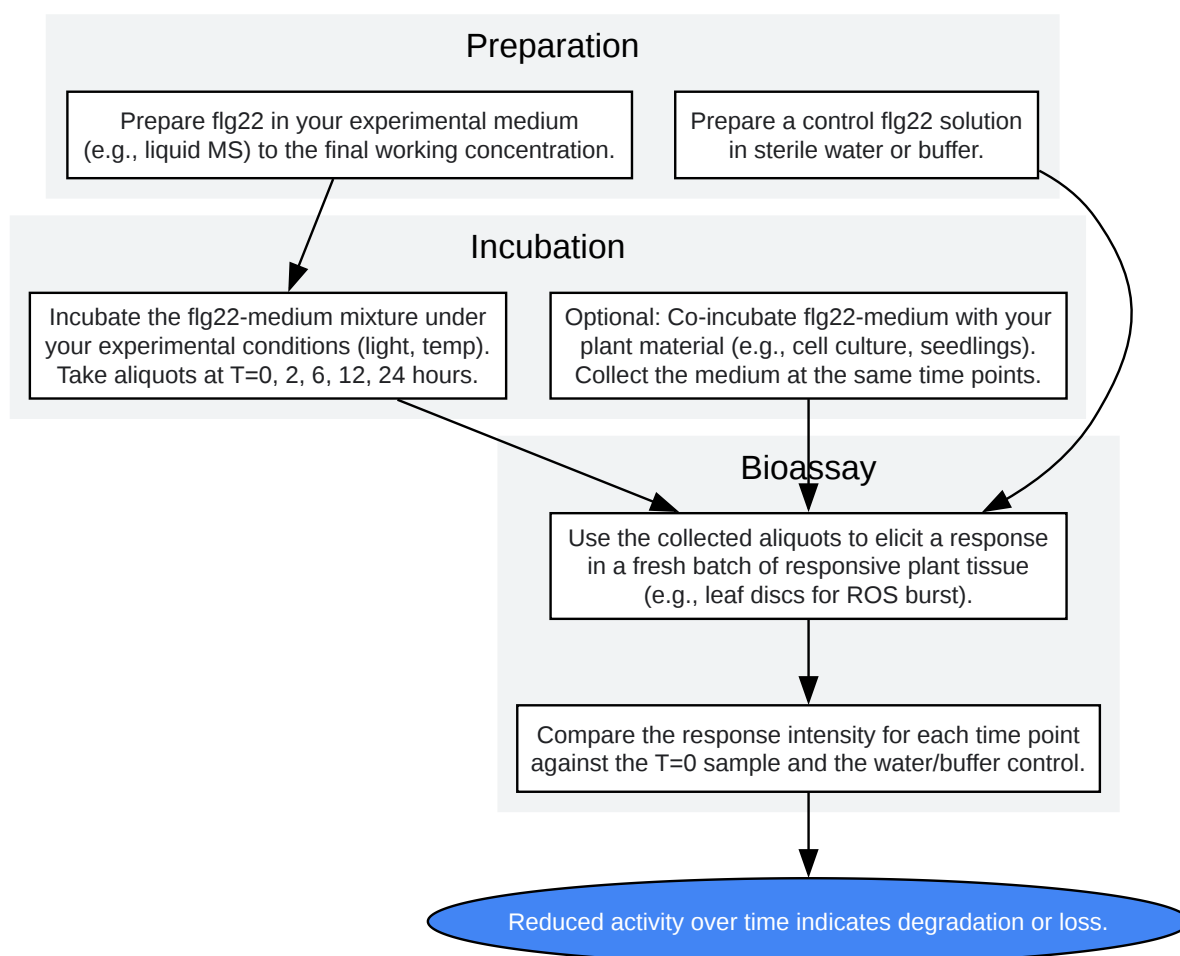 Preparation
Prepare flg22 in your experimental medium
(e.g., liquid MS) to the final working concentration.
Prepare a control flg22 solution
in sterile water or buffer.
Incubation
Incubate the flg22-medium mixture under
your experimental conditions (light, temp).
Take aliquots at T=0, 2, 6, 12, 24 hours.
Optional: Co-incubate flg22-medium with your
plant material (e.g., cell culture, seedlings).
Collect the medium at the same time points.
Bioassay
Use the collected aliquots to elicit a response
in a fresh batch of responsive plant tissue
(e.g., leaf discs for ROS burst).
Compare the response intensity for each time point
against the T=0 sample and the water/buffer control.
Reduced activity over time indicates degradation or loss.